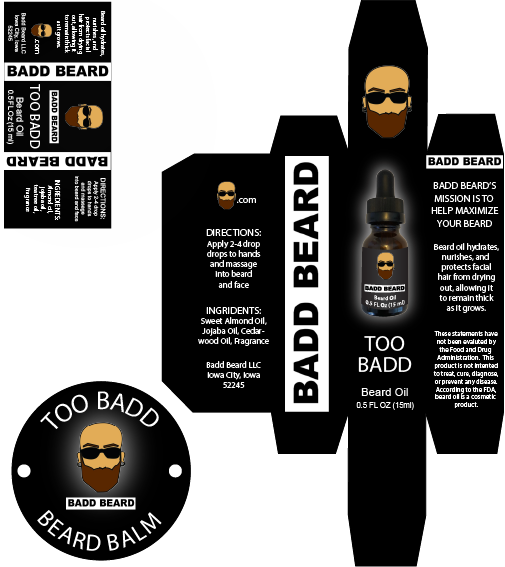 Beard oil hydrates,
nurishes, and
protects facial
hair from drying
out, allowing it
to remain thick
as it grows.
.com
Badd Beard LLC
Iowa City, Iowa
52245
BADD BEARD
BADD BEARD
TOO BADD
Beard Oil
0.5 FL Oz (15 ml)
BADD BEARD
DIRECTIONS:
Apply 2-4 drop
drops to hands
and massage
into beard and face
INGRIDENTS:
Almond oil,
jojoba oil,
fragrance
.com
DIRECTIONS:
Apply 2-4 drop
drops to hands
and massage
into beard
and face
INGRIDENTS:
Sweet Almond Oil,
Jojaba Oil, Cedar-
wood Oil, Fragrance
Badd Beard LLC
Iowa City, Iowa
52245
BADD BEARD
BADD BEARD
Beard Oil
0.5 FL Oz (15 ml)
TOO
BADD
Beard Oil
0.5 FL OZ (15ml)
BADD BEARD
BADD BEARD'S
MISSION IS TO
HELP MAXIMIZE
YOUR BEARD
Beard oil hydrates,
nurishes, and
protects facial
hair from drying
out, allowing it
to remain thick
as it grows.
These statements have
not been evaluted by
the Food and Drug
Administration. This
product is not intented
to treat, cure, diagnose,
or prevent any disease.
According to the FDA,
beard oil is a cosmetic
product.
TOO BADD
BADD BEARD
BEARD BALM